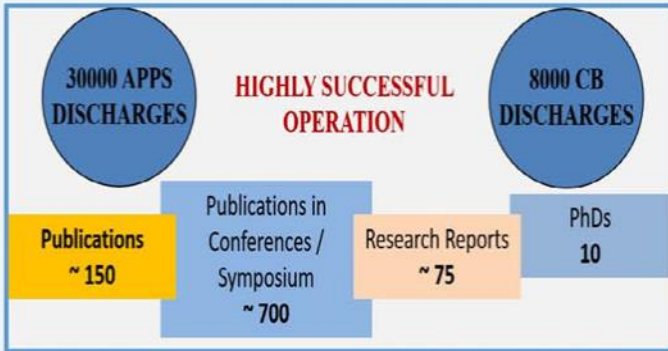 30000 APPS
DISCHARGES
HIGHLY SUCCESSFUL
OPERATION
8000 CB
DISCHARGES
Publications
~ 150
Publications in
Conferences /
Symposium
~ 700
Research Reports
~ 75
PhDs
10